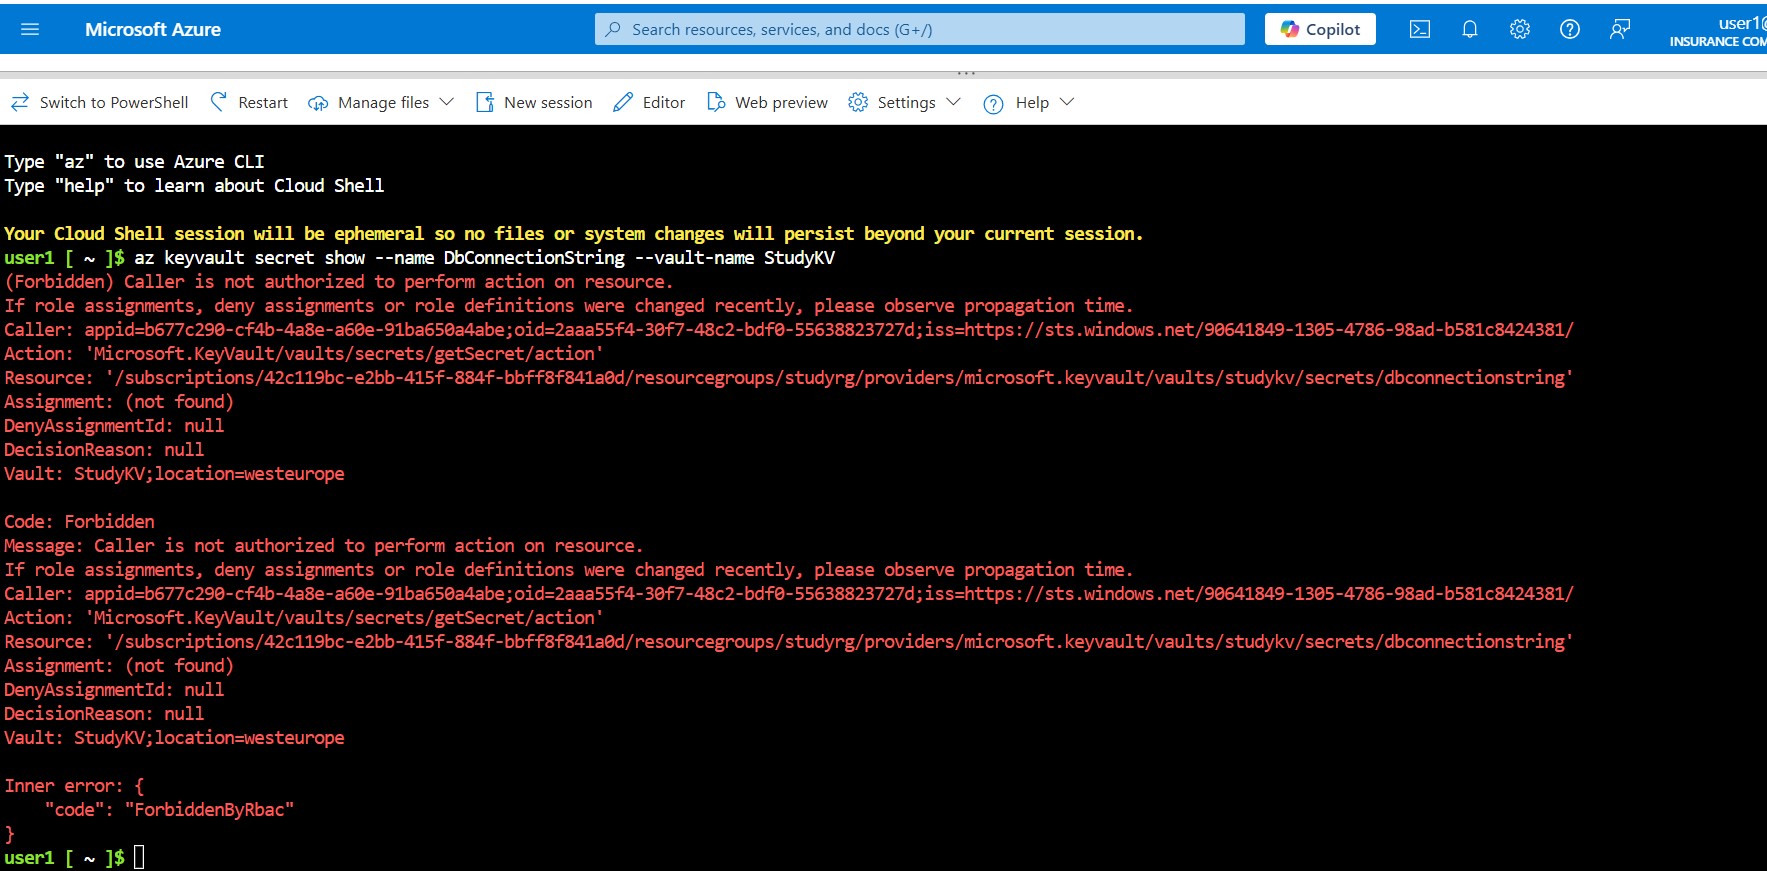 Microsoft Azure
Search resources, services, and docs (G+/)
Copilot
user1@
INSURANCE COM
Switch to PowerShell
Restart
Manage files
New session
Editor
Web preview
Settings
Help
Type "az" to use Azure CLI
Type "help" to learn about Cloud Shell
Your Cloud Shell session will be ephemeral so no files or system changes will persist beyond your current session.
user1 [ ~ ]$ az keyvault secret show --name DbConnectionString --vault-name StudyKV
(Forbidden) Caller is not authorized to perform action on resource.
If role assignments, deny assignments or role definitions were changed recently, please observe propagation time.
Caller: appid=b677c290-cf4b-4a8e-a60e-91ba650a4abe;oid=2aaa55f4-30f7-48c2-bdf0-55638823727d;iss=https://sts.windows.net/90641849-1305-4786-98ad-b581c8424381/
Action: 'Microsoft.KeyVault/vaults/secrets/getSecret/action'
Resource: '/subscriptions/42c119bc-e2bb-415f-884f-bbff8f841a0d/resourcegroups/studyrg/providers/microsoft.keyvault/vaults/studykv/secrets/dbconnectionstring'
Assignment: (not found)
DenyAssignmentId: null
DecisionReason: null
Vault: StudyKV;location=westeurope
Code: Forbidden
Message: Caller is not authorized to perform action on resource.
If role assignments, deny assignments or role definitions were changed recently, please observe propagation time.
Caller: appid=b677c290-cf4b-4a8e-a60e-91ba650a4abe;oid=2aaa55f4-30f7-48c2-bdf0-55638823727d;iss=https://sts.windows.net/90641849-1305-4786-98ad-b581c8424381/
Action: 'Microsoft.KeyVault/vaults/secrets/getSecret/action'
Resource: '/subscriptions/42c119bc-e2bb-415f-884f-bbff8f841a0d/resourcegroups/studyrg/providers/microsoft.keyvault/vaults/studykv/secrets/dbconnectionstring'
Assignment: (not found)
DenyAssignmentId: null
DecisionReason: null
Vault: StudyKV;location=westeurope
Inner error: {
    "code": "ForbiddenByRbac"
}
user1 [ ~ ]$